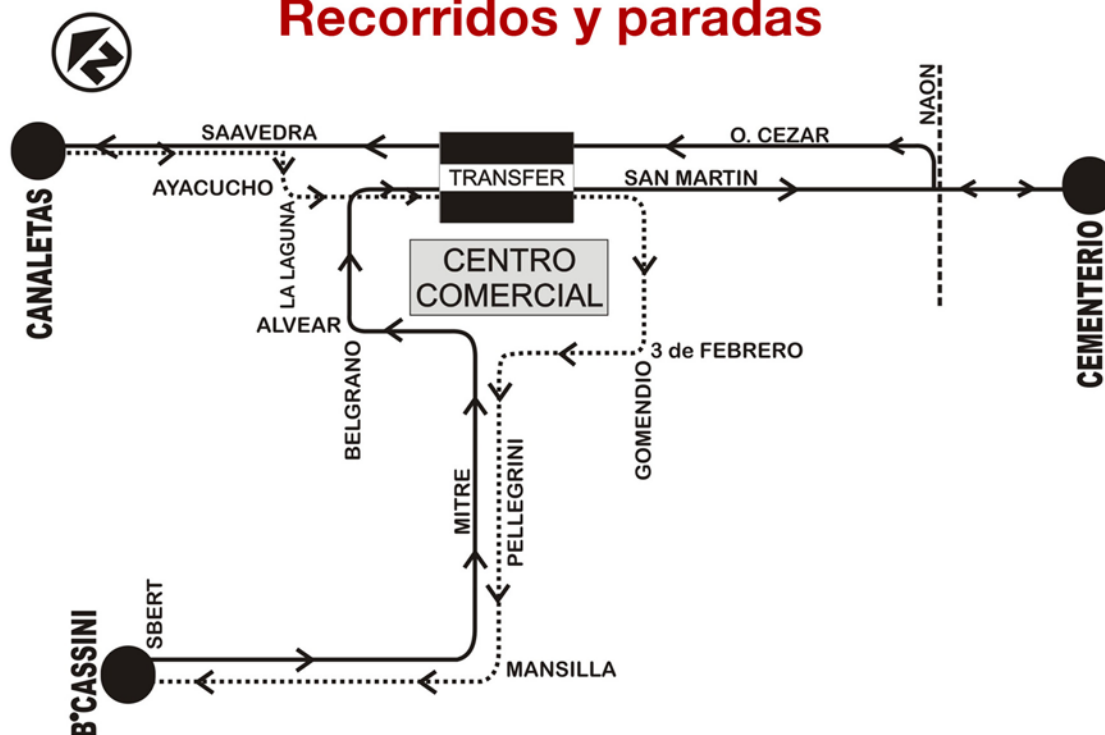 Recorridos y paradas
N
NAON
SAAVEDRA
O. CEZAR
AYACUCHO
TRANSFER
SAN MARTIN
CANALETAS
LA LAGUNA
CEMENTERIO
CENTRO
COMERCIAL
ALVEAR
3 de FEBRERO
BELGRANO
GOMENDIO
MITRE
PELLEGRINI
SBERT
B°CASSINI
MANSILLA